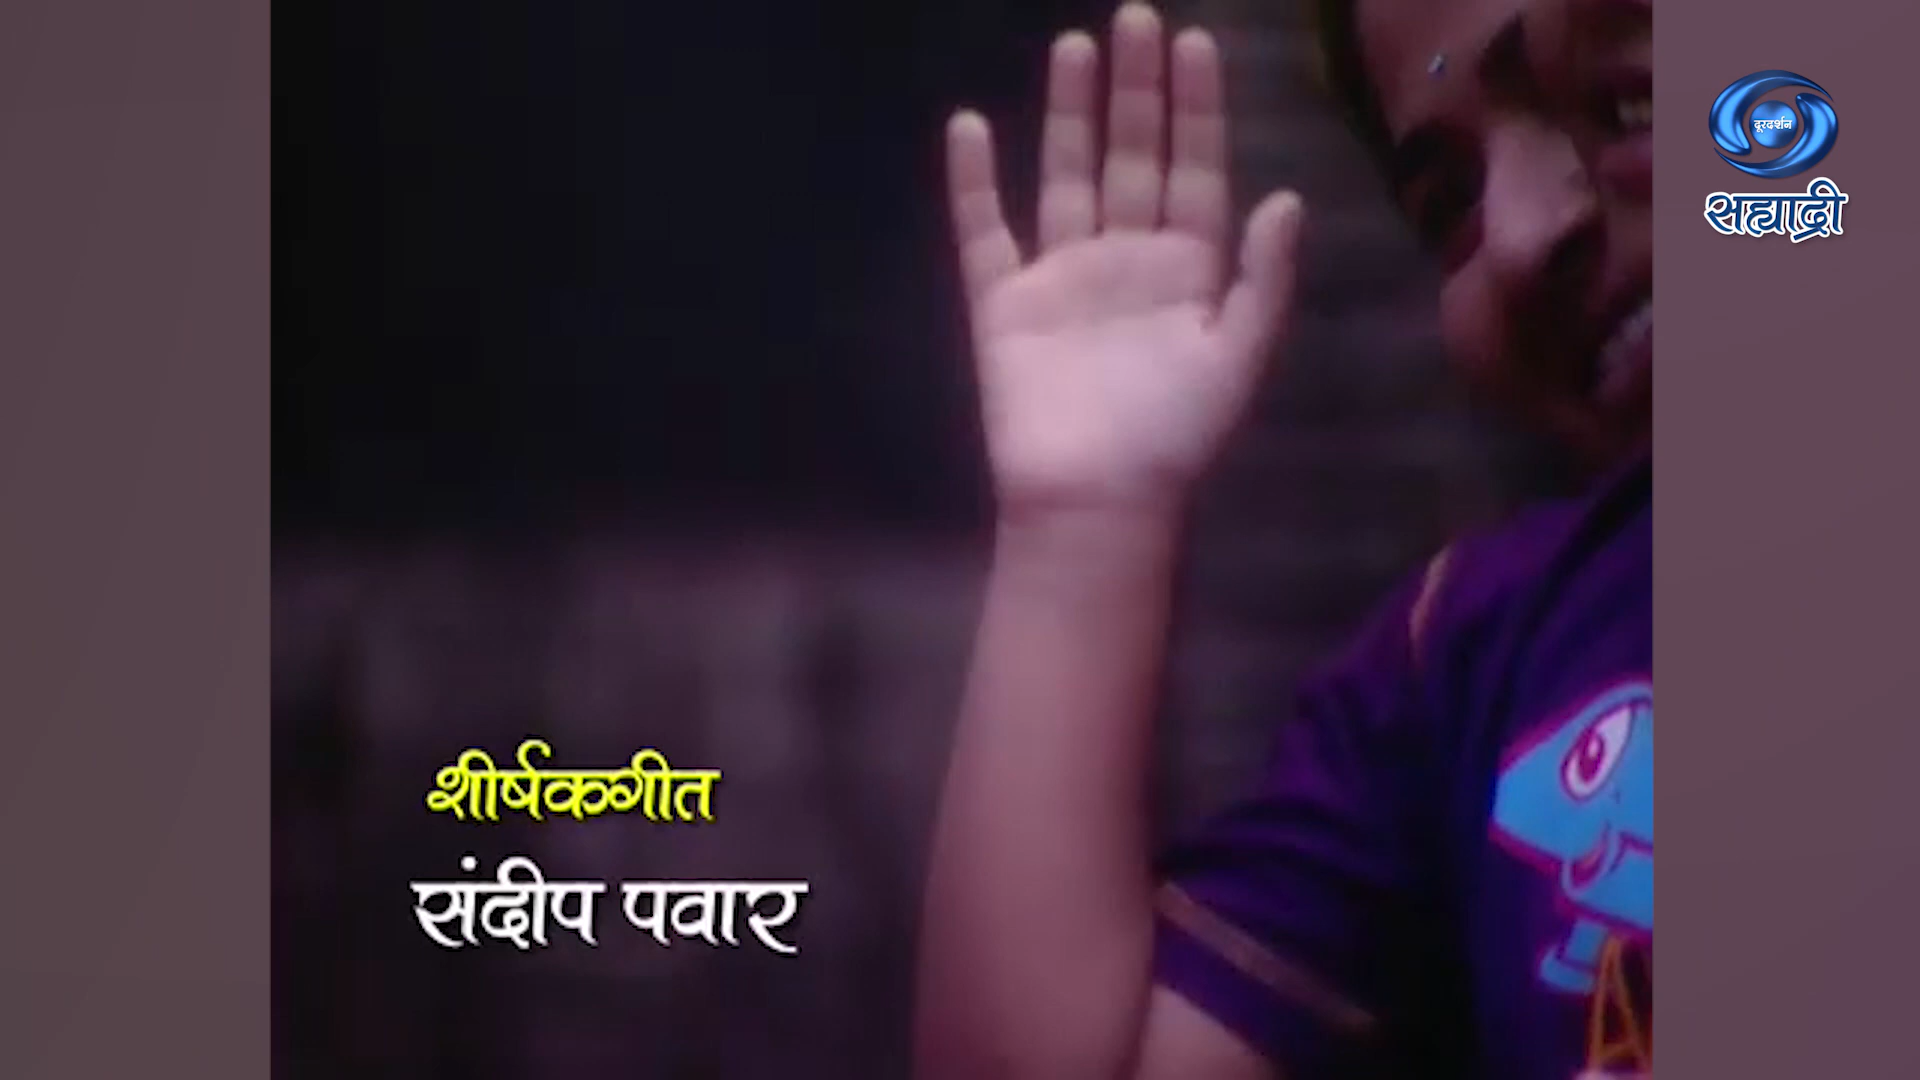 दूरदर्शन
सह्याद्री
शीर्षकगीत
संदीप पवार